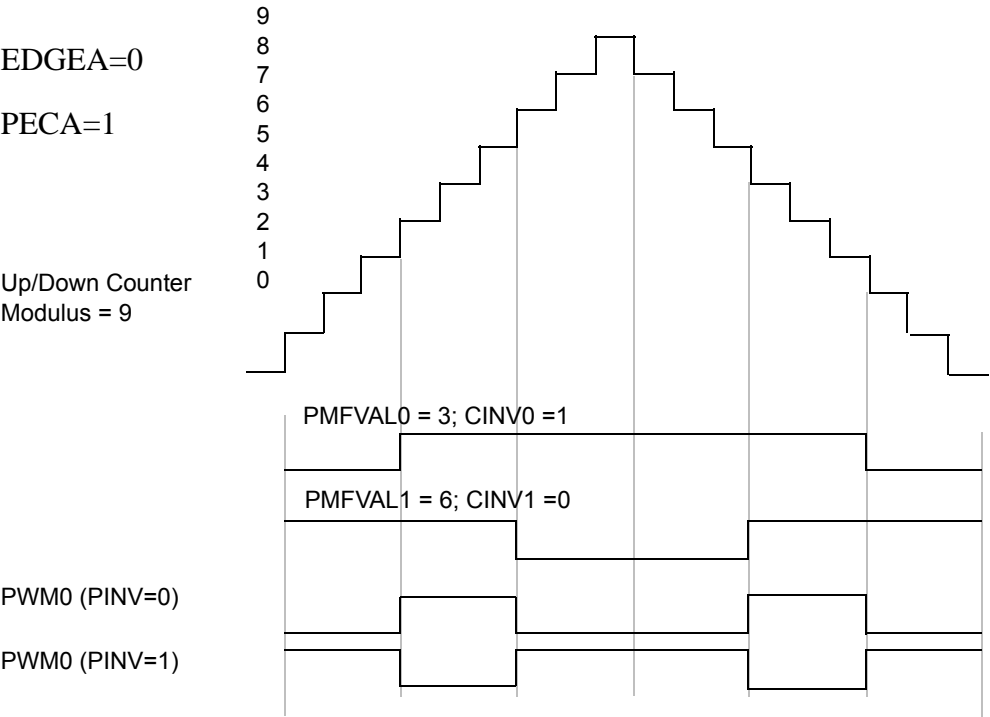 9
EDGEA=0
8
7
6
PECA=1
5
4
3
2
1
Up/Down Counter
0
Modulus = 9
PMFVAL0 = 3; CINV0 =1
PMFVAL1 = 6; CINV1 =0
PWM0 (PINV=0)
PWM0 (PINV=1)